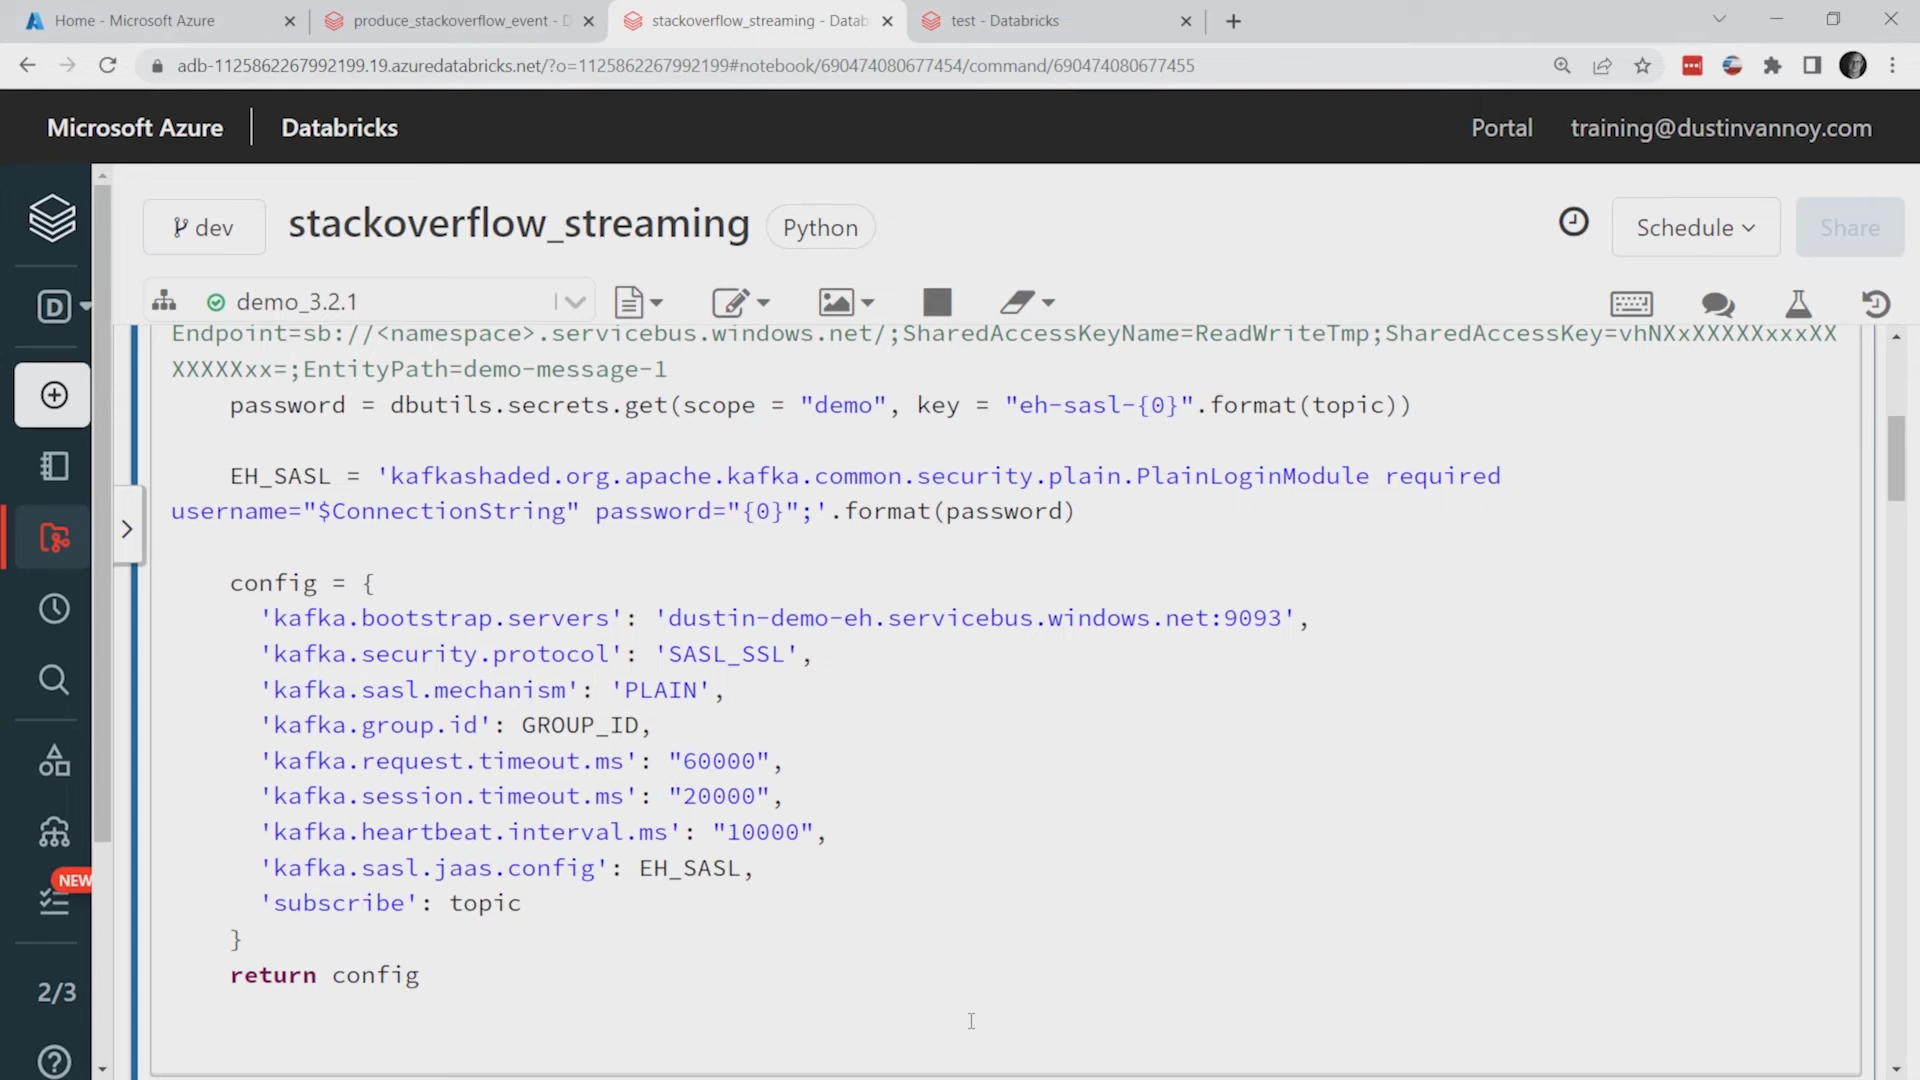 Home - Microsoft Azure
produce_stackoverflow_event - D
stackoverflow_streaming - Datab
test - Databricks
adb-1125862267992199.19.azuredatabricks.net/?o=1125862267992199#notebook/690474080677454/command/690474080677455
Microsoft Azure
Databricks
Portal
training@dustinvannoy.com
dev
stackoverflow_streaming
Python
Schedule
Share
D
demo_3.2.1
Endpoint=sb://<namespace>.servicebus.windows.net/;SharedAccessKeyName=ReadWriteTmp;SharedAccessKey=vhNXxXXXXXxxxXX
XXXXXxx=;EntityPath=demo-message-1
password = dbutils.secrets.get(scope = "demo", key = "eh-sasl-{0}".format(topic))
EH_SASL = 'kafkashaded.org.apache.kafka.common.security.plain.PlainLoginModule required
username="$ConnectionString" password="{0}";'.format(password)
config = {
'kafka.bootstrap.servers': 'dustin-demo-eh.servicebus.windows.net:9093',
'kafka.security.protocol': 'SASL_SSL',
'kafka.sasl.mechanism': 'PLAIN',
'kafka.group.id': GROUP_ID,
'kafka.request.timeout.ms': "60000",
'kafka.session.timeout.ms': "20000",
'kafka.heartbeat.interval.ms': "10000",
'kafka.sasl.jaas.config': EH_SASL,
'subscribe': topic
}
return config
NEW
2/3